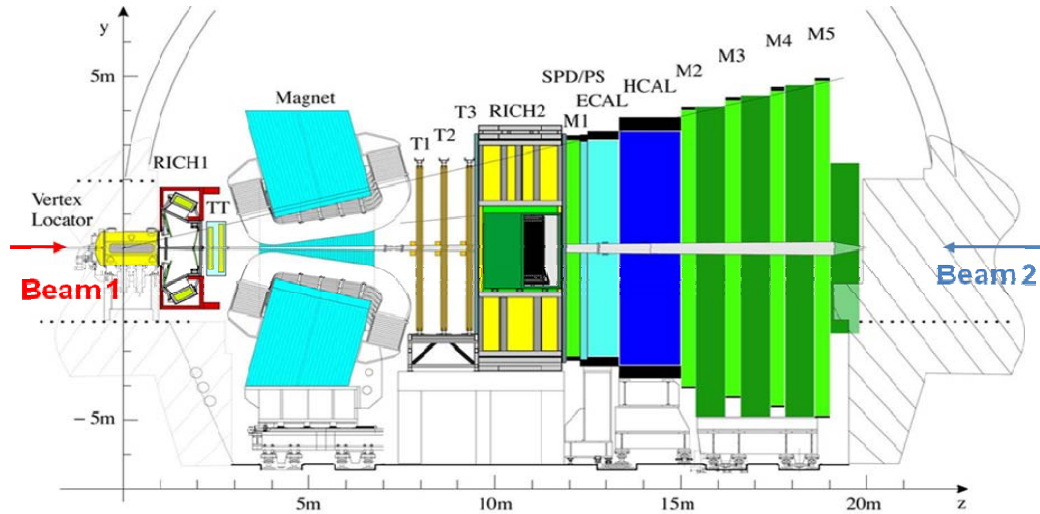 y
5m
Magnet
RICH1
Vertex
Locator
TT
T1
T2
T3
RICH2
SPD/PS
M1
ECAL
HCAL
M2
M3
M4
M5
Beam 1
Beam 2
– 5m
5m
10m
15m
20m
z